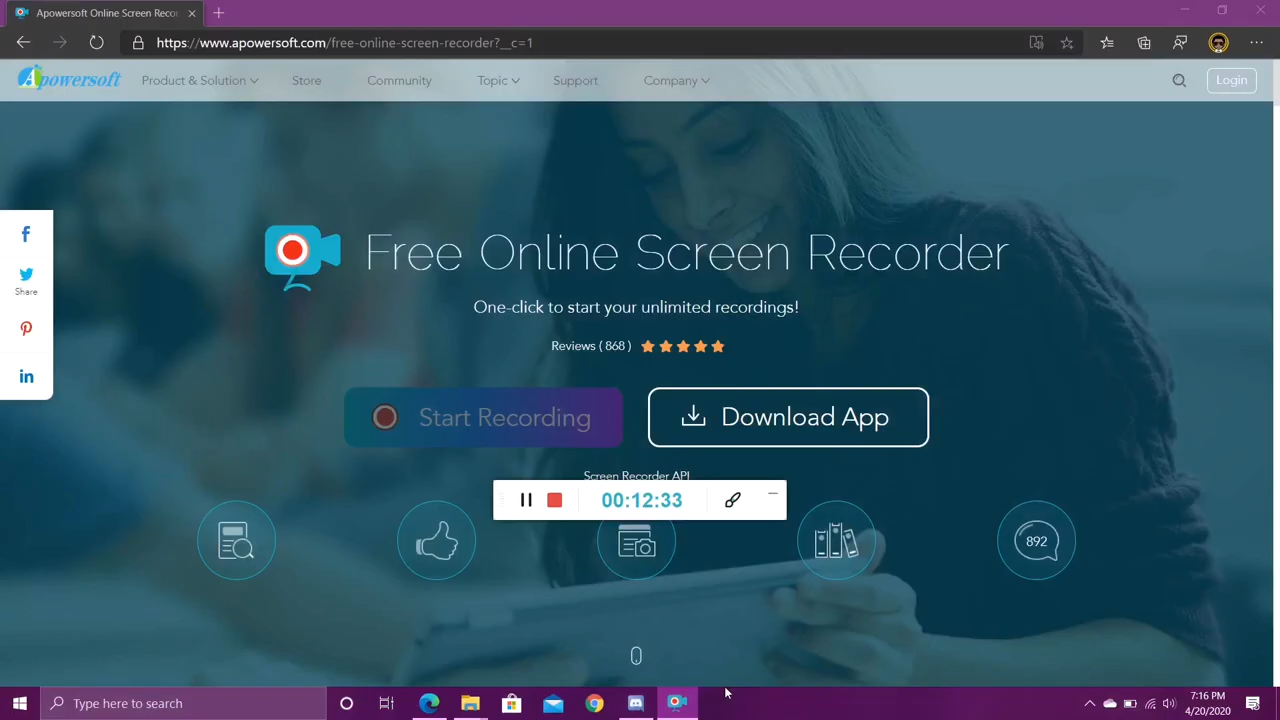 Apowersoft Online Screen Reco
https://www.apowersoft.com/free-online-screen-recorder?__c=1
Apowersoft
Product & Solution
Store
Community
Topic
Support
Company
Login
Share
Free Online Screen Recorder
One-click to start your unlimited recordings!
Reviews ( 868 )
Start Recording
Download App
Screen Recorder API
00:12:33
892
Type here to search
7:16 PM
4/20/2020